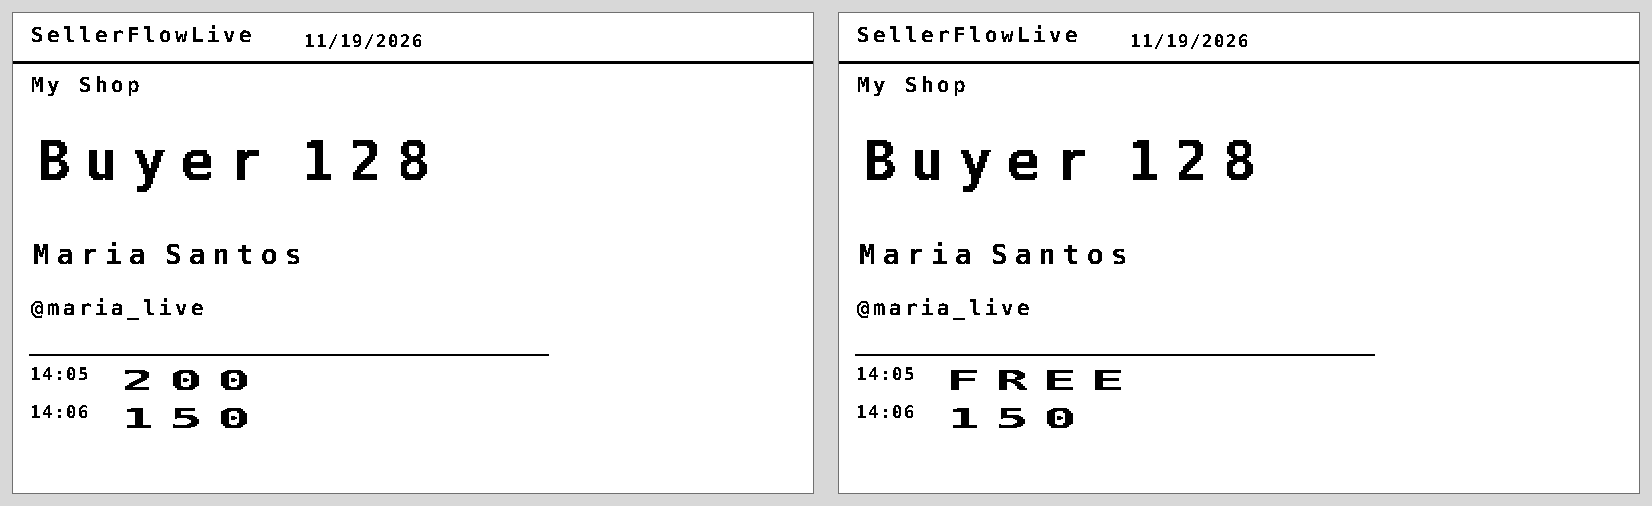 SellerFlowLive 11/19/2026
My Shop
Buyer 128
Maria Santos
@maria_live
14:05 200
14:06 150
SellerFlowLive 11/19/2026
My Shop
Buyer 128
Maria Santos
@maria_live
14:05 FREE
14:06 150